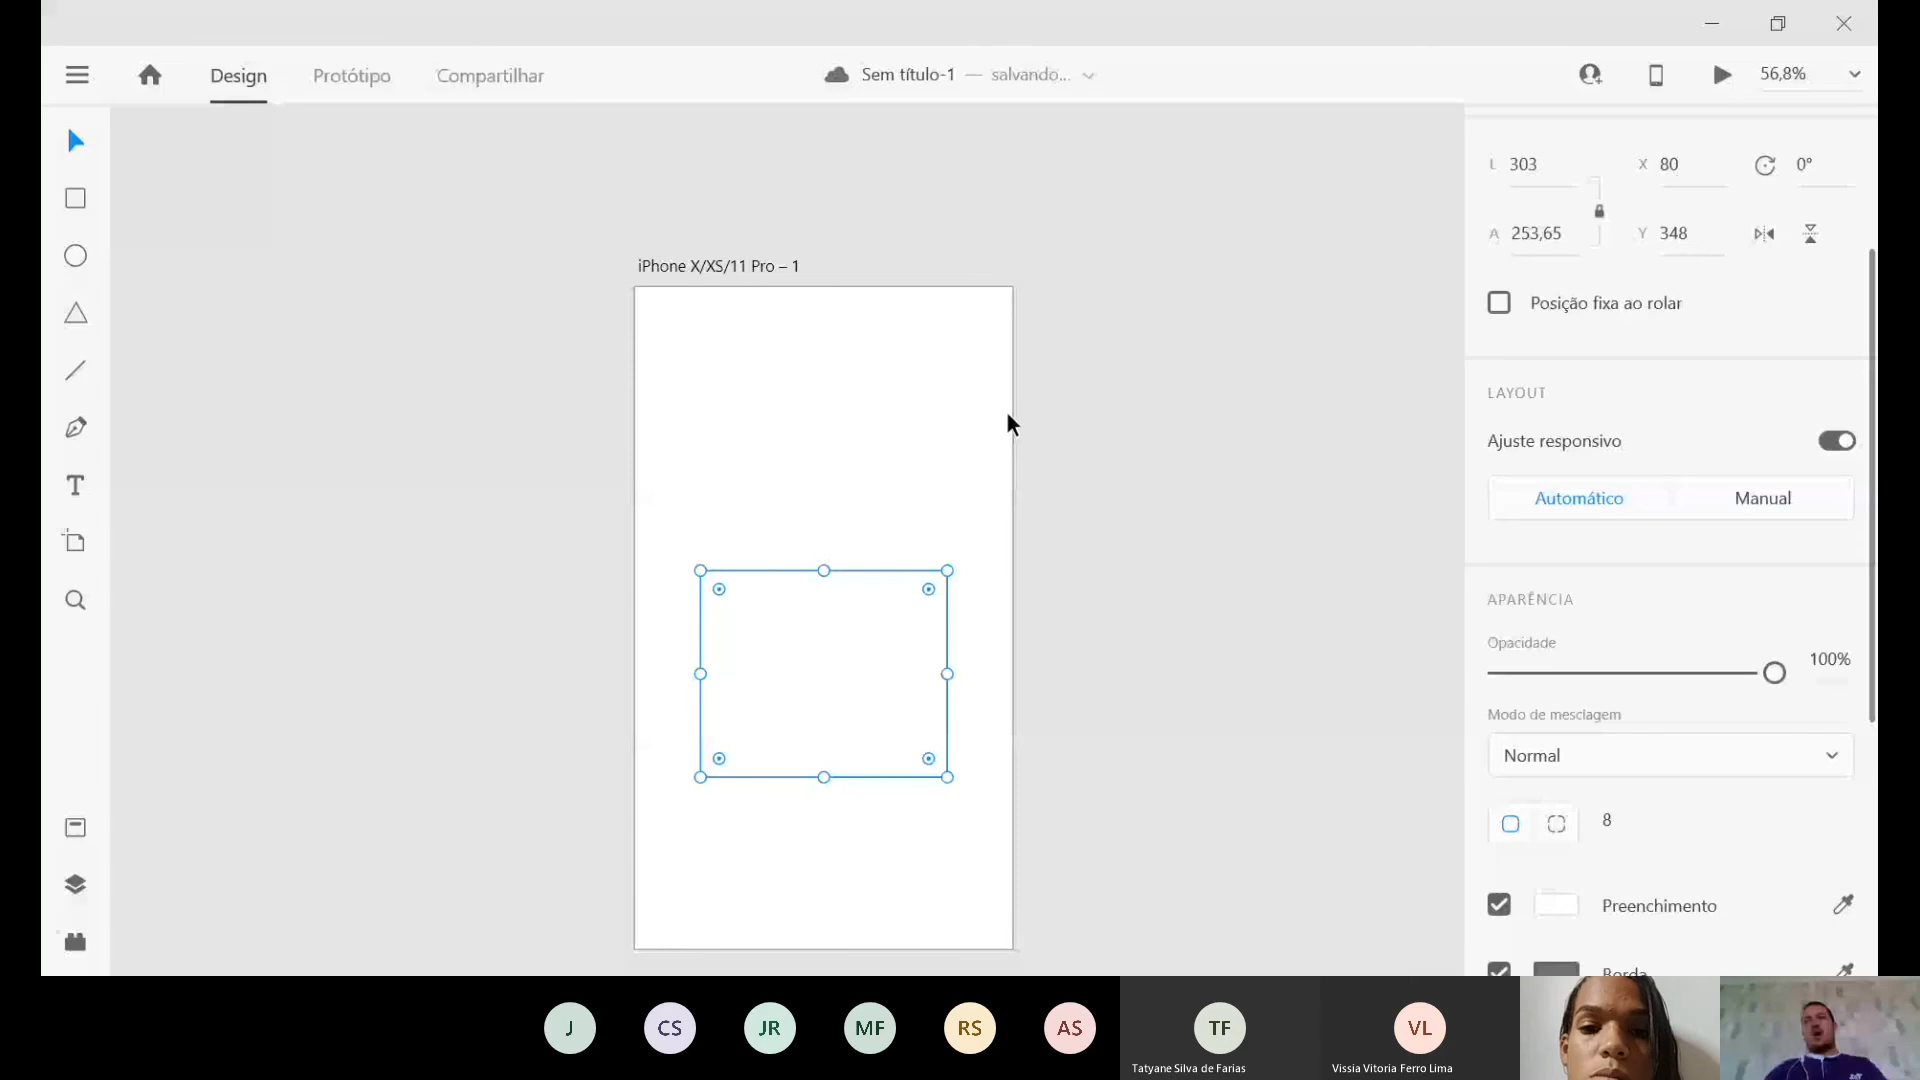 Design
Protótipo
Compartilhar
Sem título-1 — salvando...
56,8%
L 303
X 80
0°
A 253,65
Y 348
Posição fixa ao rolar
iPhone X/XS/11 Pro – 1
LAYOUT
Ajuste responsivo
Automático
Manual
APARÊNCIA
Opacidade
100%
Modo de mesclagem
Normal
8
Preenchimento
Borda
J
CS
JR
MF
RS
AS
TF
VL
Tatyane Silva de Farias
Vissia Vitoria Ferro Lima